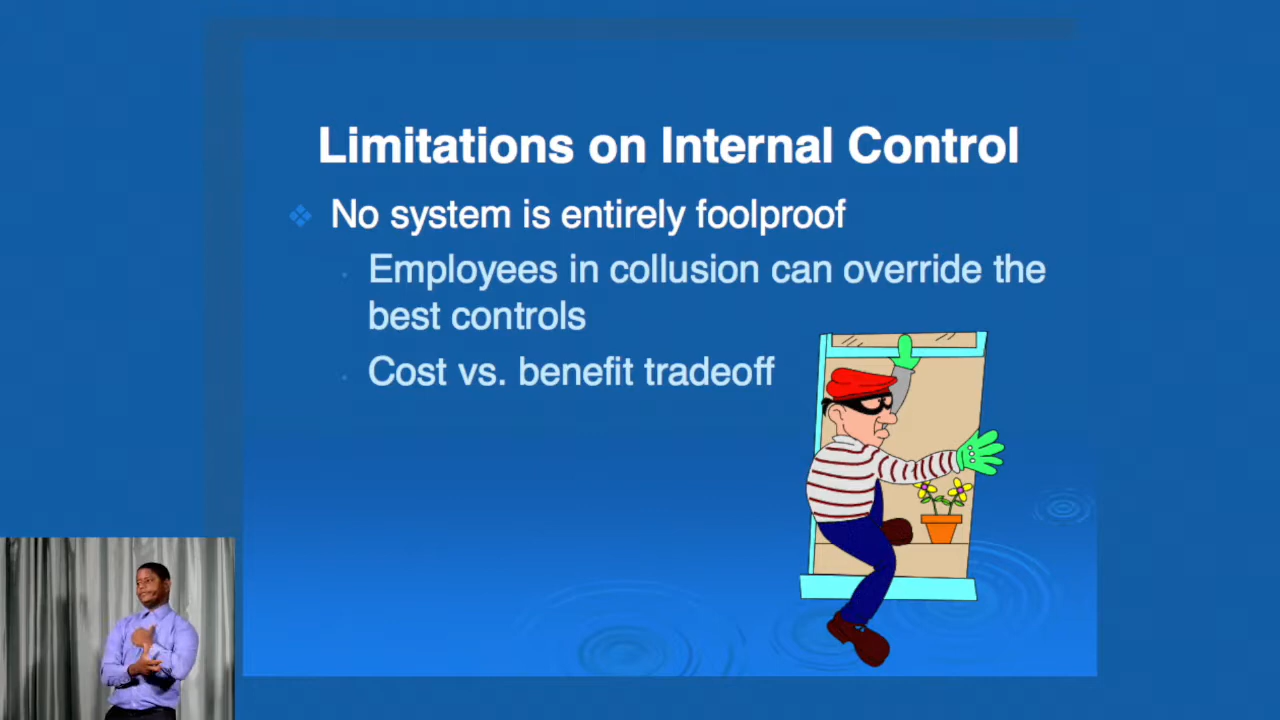 Limitations on Internal Control
No system is entirely foolproof
Employees in collusion can override the
best controls
Cost vs. benefit tradeoff